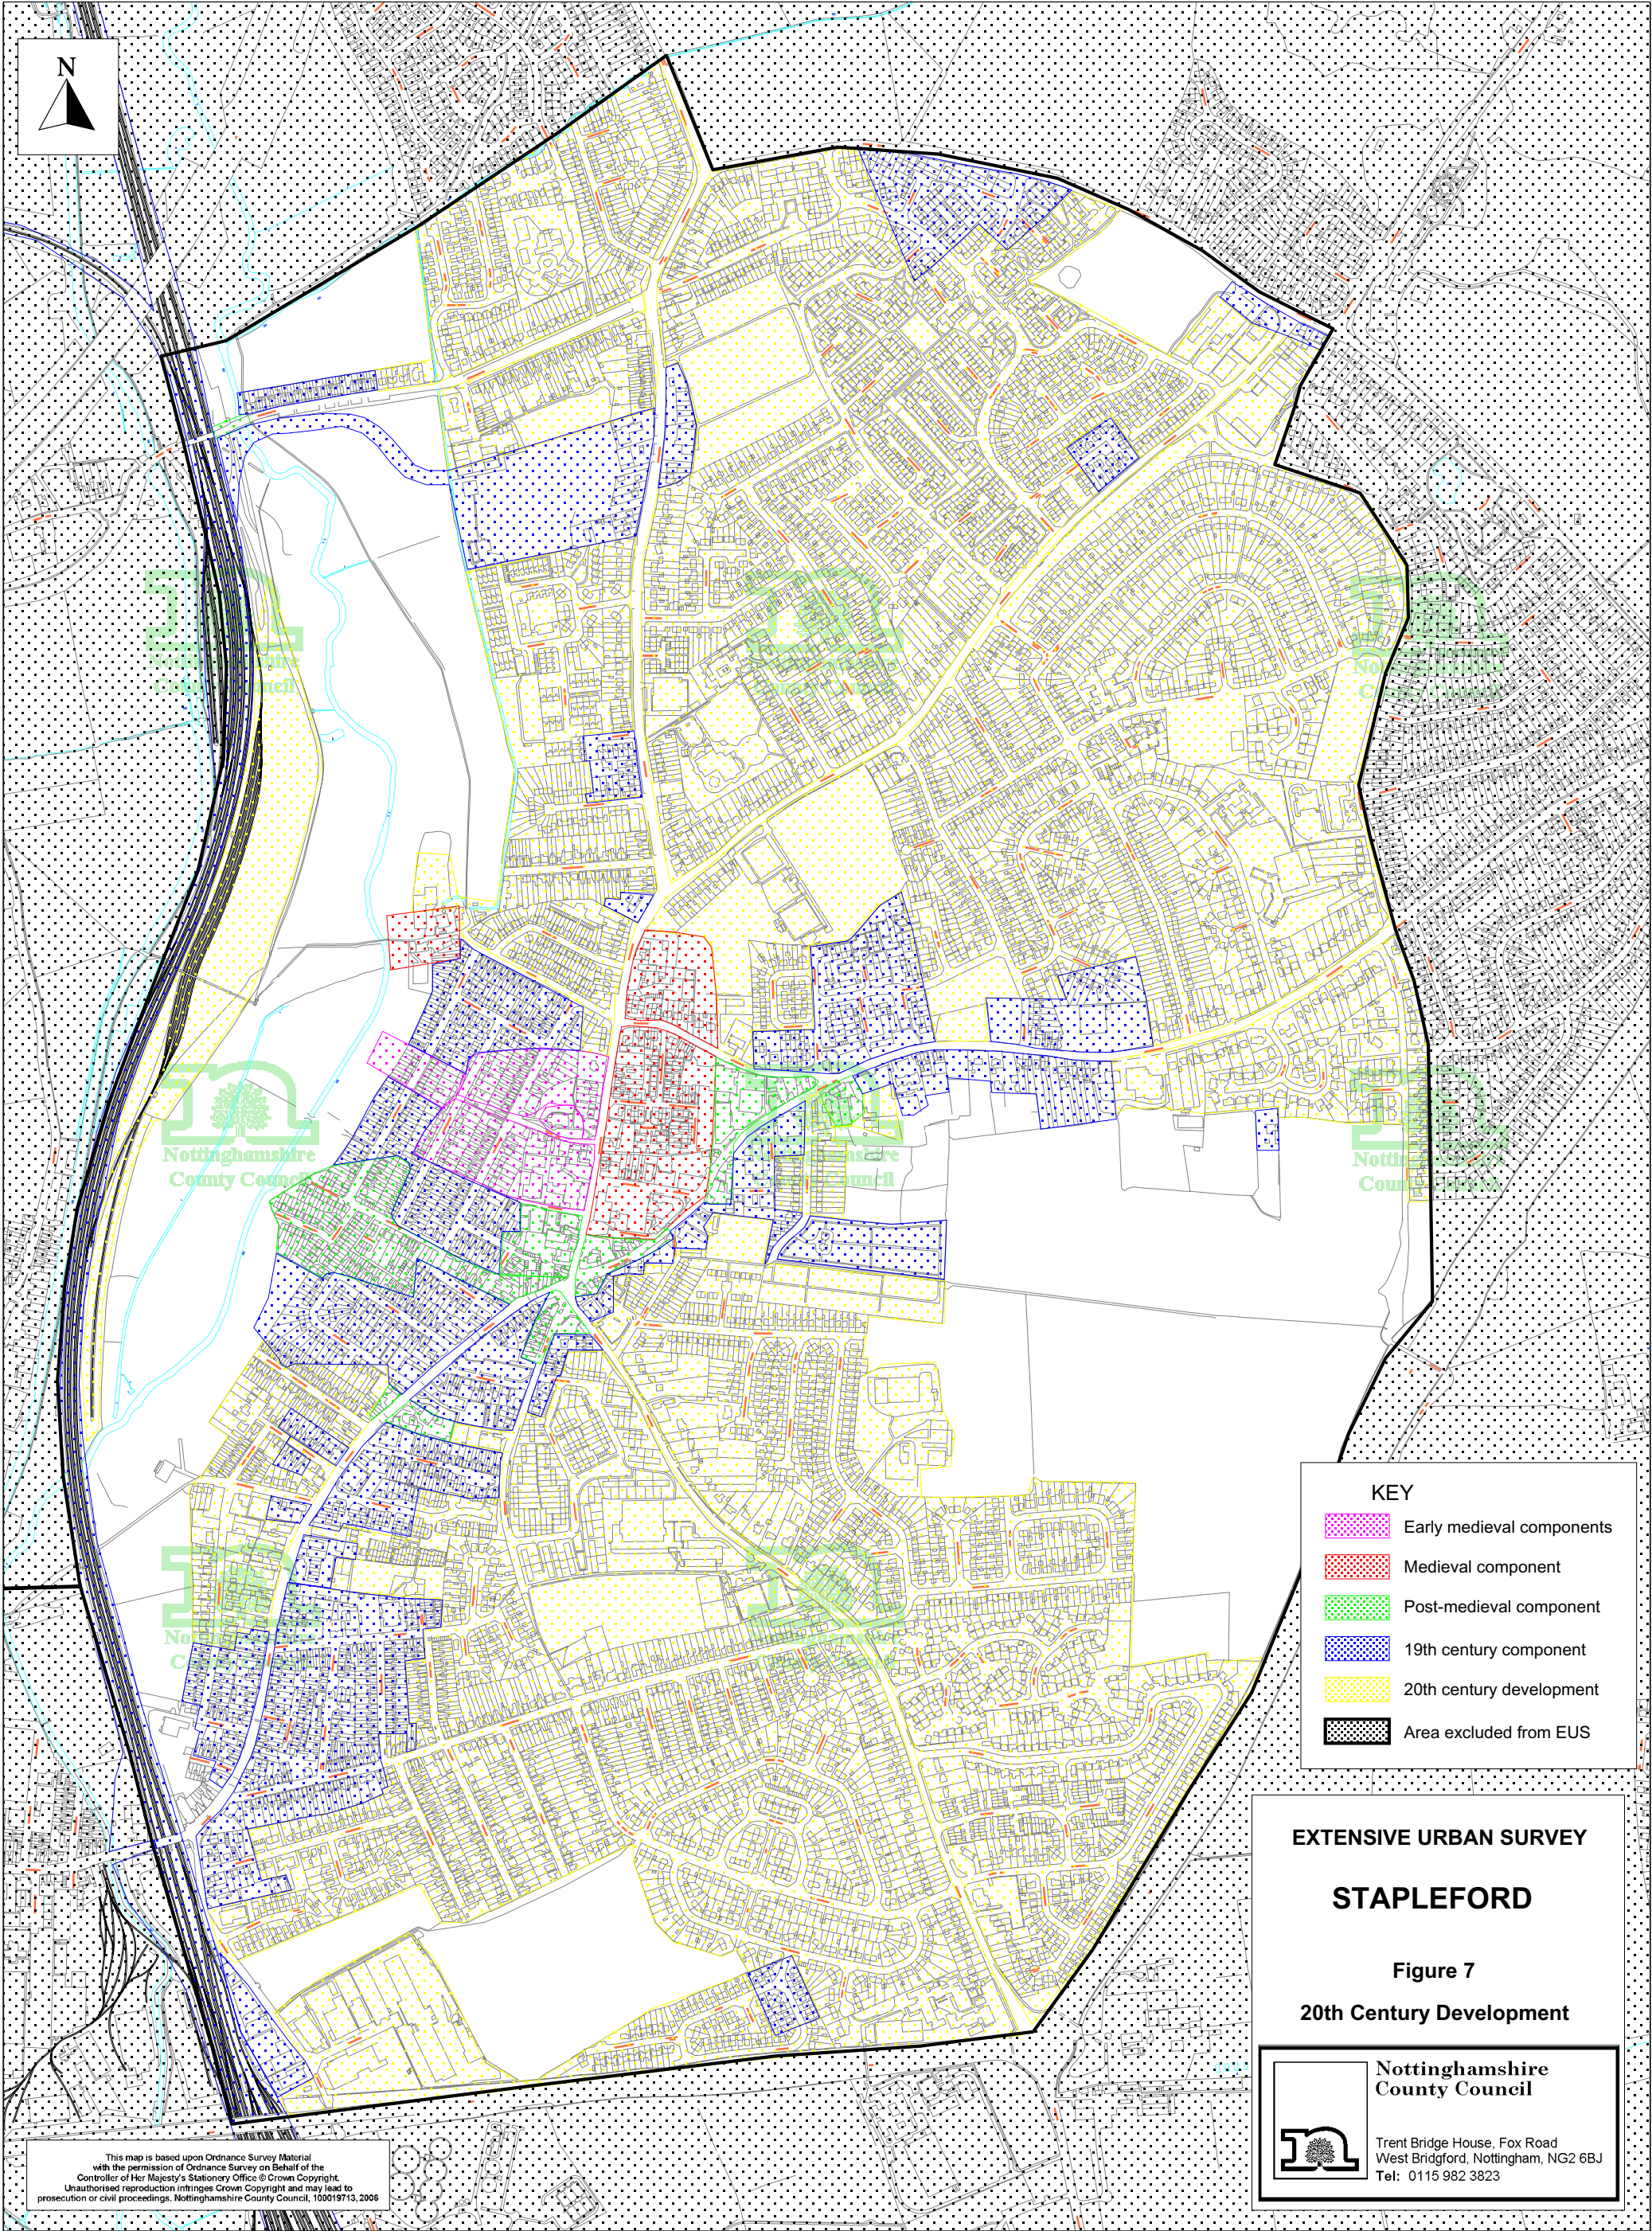 N
KEY
Early medieval components
Medieval component
Post-medieval component
19th century component
20th century development
Area excluded from EUS
EXTENSIVE URBAN SURVEY
STAPLEFORD
Figure 7
20th Century Development
Nottinghamshire
County Council
Trent Bridge House, Fox Road
West Bridgford, Nottingham, NG2 6BJ
Tel: 0115 982 3823
This map is based upon Ordnance Survey Material
with the permission of Ordnance Survey on Behalf of the
Controller of Her Majesty's Stationery Office © Crown Copyright.
Unauthorised reproduction infringes Crown Copyright and may lead to
prosecution or civil proceedings. Nottinghamshire County Council, 100019713, 2006
Nottinghamshire
County Council